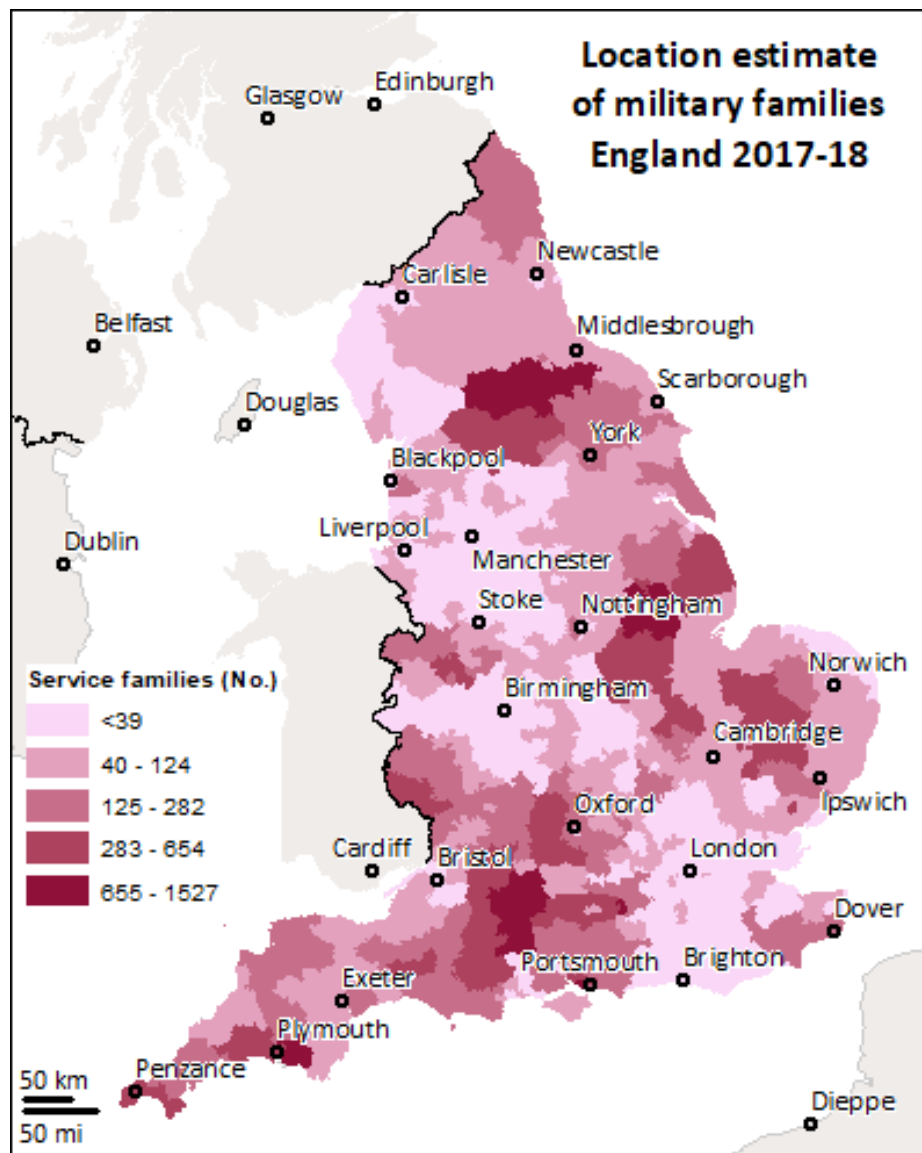 Location estimate
of military families
England 2017-18
Edinburgh
Glasgow
Newcastle
Carlisle
Belfast
Middlesbrough
Scarborough
Douglas
York
Blackpool
Liverpool
Dublin
Manchester
Stoke
Nottingham
Service families (No.)
<39
40 - 124
125 - 282
283 - 654
655 - 1527
Norwich
Birmingham
Cambridge
Oxford
Ipswich
Cardiff
Bristol
London
Dover
Portsmouth
Brighton
Exeter
Plymouth
Penzance
50 km
50 mi
Dieppe